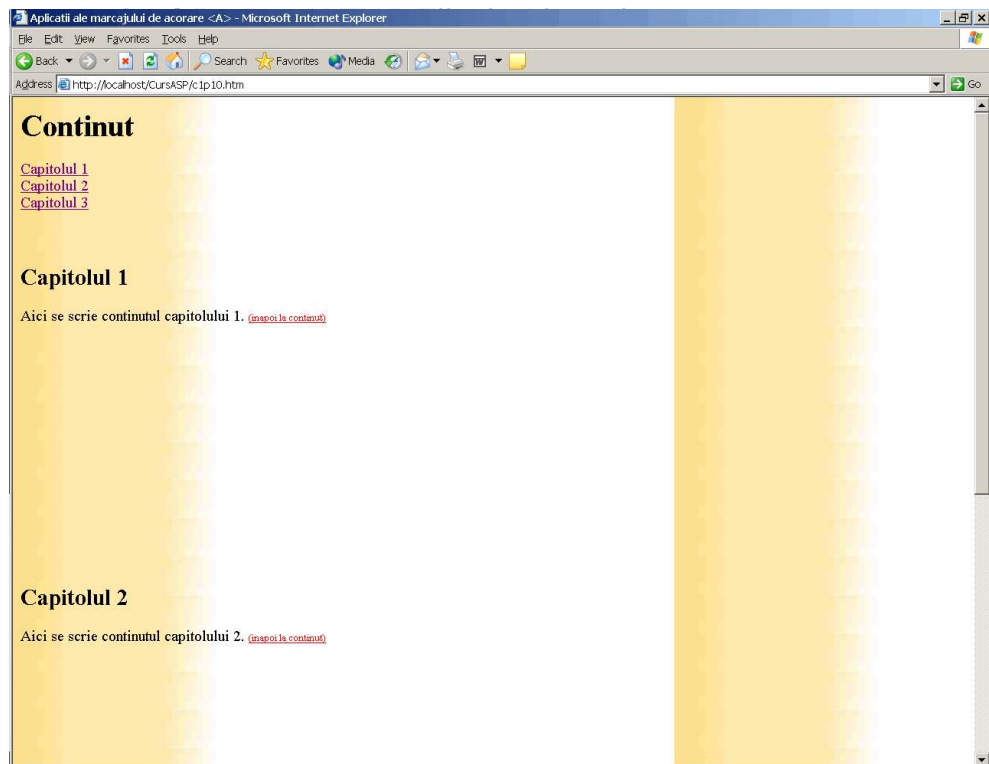 Aplicatii ale marcajului de acorare <A> - Microsoft Internet Explorer
File Edit View Favorites Tools Help
Back Search Favorites Media
Address http://localhost/CursASP/c1p10.htm Go
Continut
Capitolul 1
Capitolul 2
Capitolul 3
Capitolul 1
Aici se scrie continutul capitolului 1. (inapoi la continut)
Capitolul 2
Aici se scrie continutul capitolului 2. (inapoi la continut)